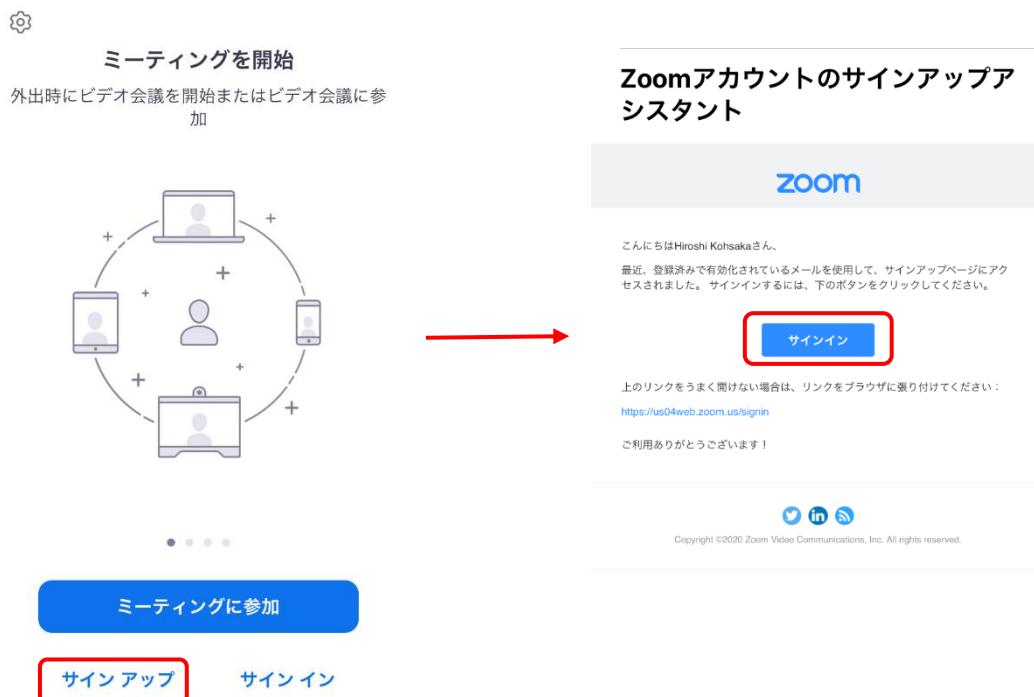 ミーティングを開始
外出時にビデオ会議を開始またはビデオ会議に参
加
ミーティングに参加
サイン アップ
サイン イン
Zoomアカウントのサインアップア
シスタント
zoom
こんにちはHiroshi Kohsakaさん、
最近、登録済みで有効化されているメールを使用して、サインアップページにアク
セスされました。 サインインするには、下のボタンをクリックしてください。
サインイン
上のリンクをうまく開けない場合は、リンクをブラウザに張り付けてください：
https://us04web.zoom.us/signin
ご利用ありがとうございます！
in
Copyright ©2020 Zoom Video Communications, Inc. All rights reserved.